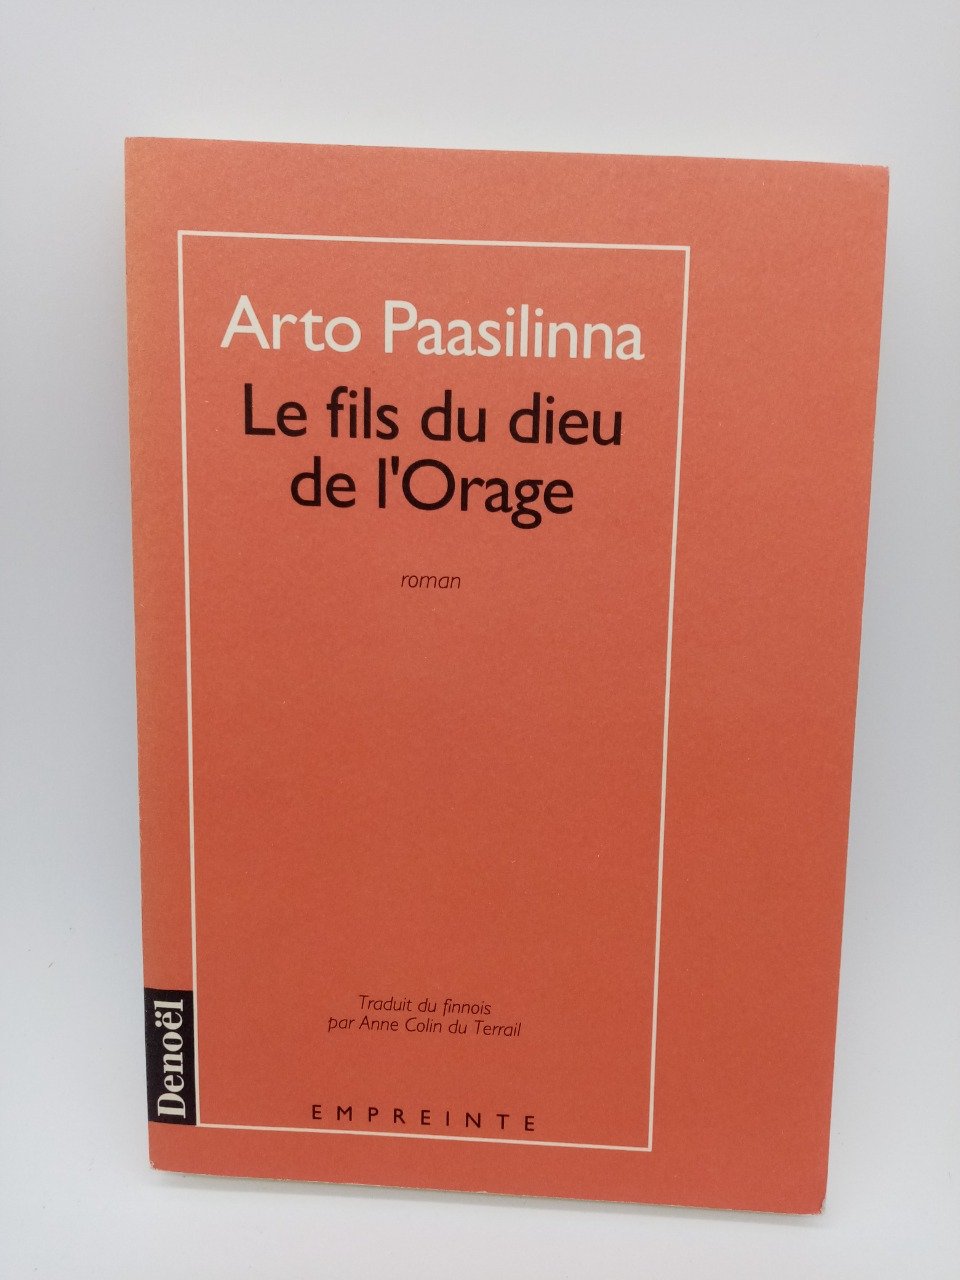 Arto Paasilinna
Le fils du dieu
de l'Orage
roman
Traduit du finnois
par Anne Colin du Terrail
Denoël
EMPREINTE